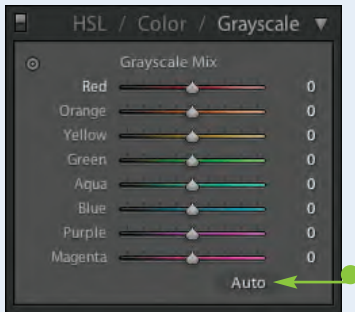 HSL / Color / Grayscale
Grayscale Mix
Red 0
Orange 0
Yellow 0
Green 0
Aqua 0
Blue 0
Purple 0
Magenta 0
Auto